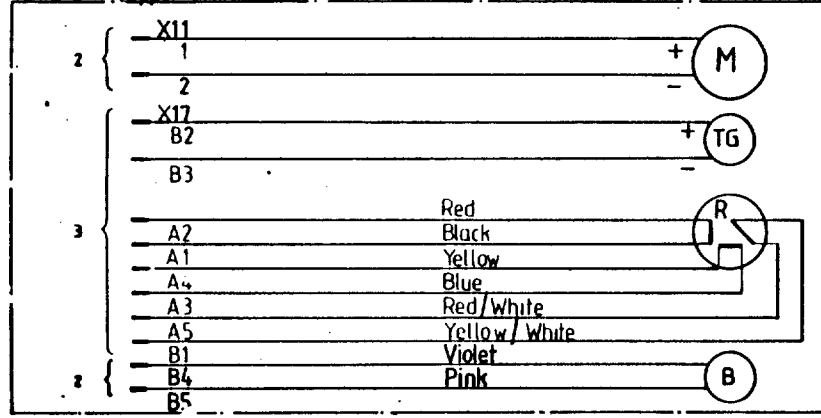 X11
1
2
+
M
2
−
X17
B2
+
TG
B3
−
3
Red
R
A2
Black
A1
Yellow
A4
Blue
A3
Red/White
A5
Yellow/White
B1
Violet
2
B4
Pink
B
B5